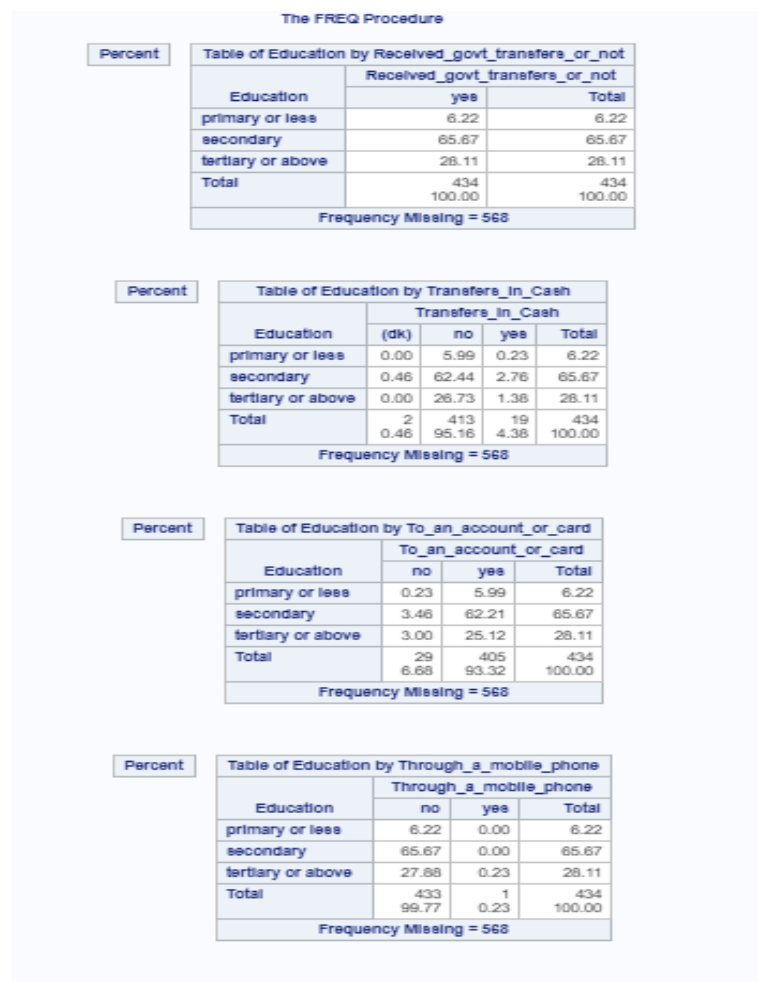 The FREQ Procedure
Percent
Table of Education by Received_govt_transfers_or_not
Received_govt_transfers_or_not
Education yes Total
primary or less 6.22 6.22
secondary 65.67 65.67
tertiary or above 28.11 28.11
Total 434 434
100.00 100.00
Frequency Missing = 568
Percent
Table of Education by Transfers_In_Cash
Transfers_In_Cash
Education (dk) no yes Total
primary or less 0.00 5.99 0.23 6.22
secondary 0.46 62.44 2.76 65.67
tertiary or above 0.00 26.73 1.38 28.11
Total 2 413 19 434
0.46 95.16 4.38 100.00
Frequency Missing = 568
Percent
Table of Education by To_an_account_or_card
To_an_account_or_card
Education no yes Total
primary or less 0.23 5.99 6.22
secondary 3.46 62.21 65.67
tertiary or above 3.00 25.12 28.11
Total 29 405 434
6.68 93.32 100.00
Frequency Missing = 568
Percent
Table of Education by Through_a_mobile_phone
Through_a_mobile_phone
Education no yes Total
primary or less 6.22 0.00 6.22
secondary 65.67 0.00 65.67
tertiary or above 27.88 0.23 28.11
Total 433 1 434
99.77 0.23 100.00
Frequency Missing = 568